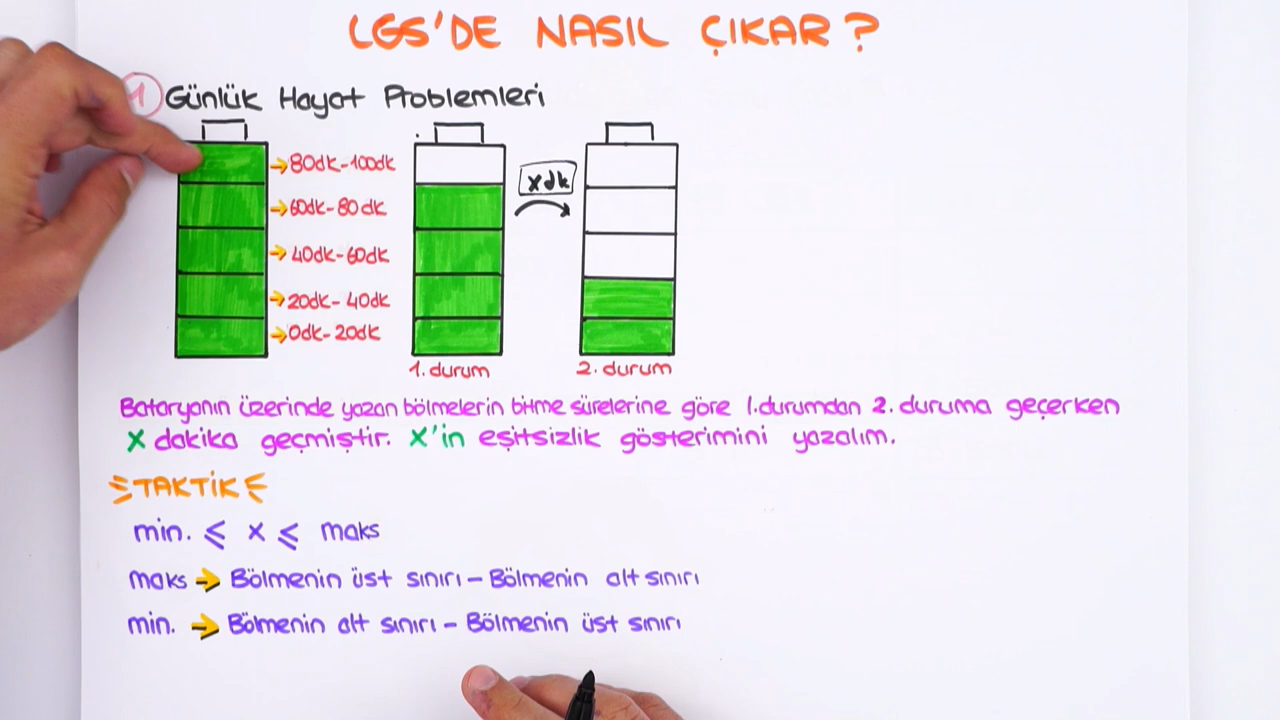 LGS'DE NASIL ÇIKAR?
1 Günlük Hayat Problemleri
80dk-100dk
60dk-80dk
40dk-60dk
20dk-40dk
0dk-20dk
xdk
1.durum
2.durum
Bataryanın üzerinde yazan bölmelerin bitme sürelerine göre 1.durumdan 2.duruma geçerken
x dakika geçmiştir. x'in eşitsizlik gösterimini yazalım.
TAKTİK
min. ≤ x ≤ maks
maks → Bölmenin üst sınırı - Bölmenin alt sınırı
min. → Bölmenin alt sınırı - Bölmenin üst sınırı